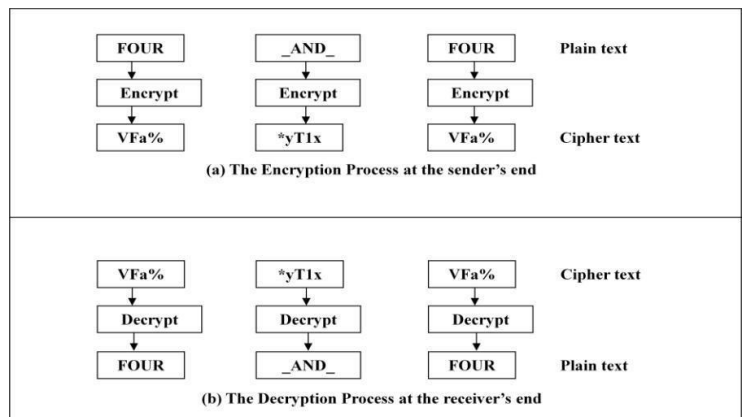 FOUR _AND_ FOUR Plain text
Encrypt Encrypt Encrypt
VFa% *yT1x VFa% Cipher text
(a) The Encryption Process at the sender's end
VFa% *yT1x VFa% Cipher text
Decrypt Decrypt Decrypt
FOUR _AND_ FOUR Plain text
(b) The Decryption Process at the receiver's end